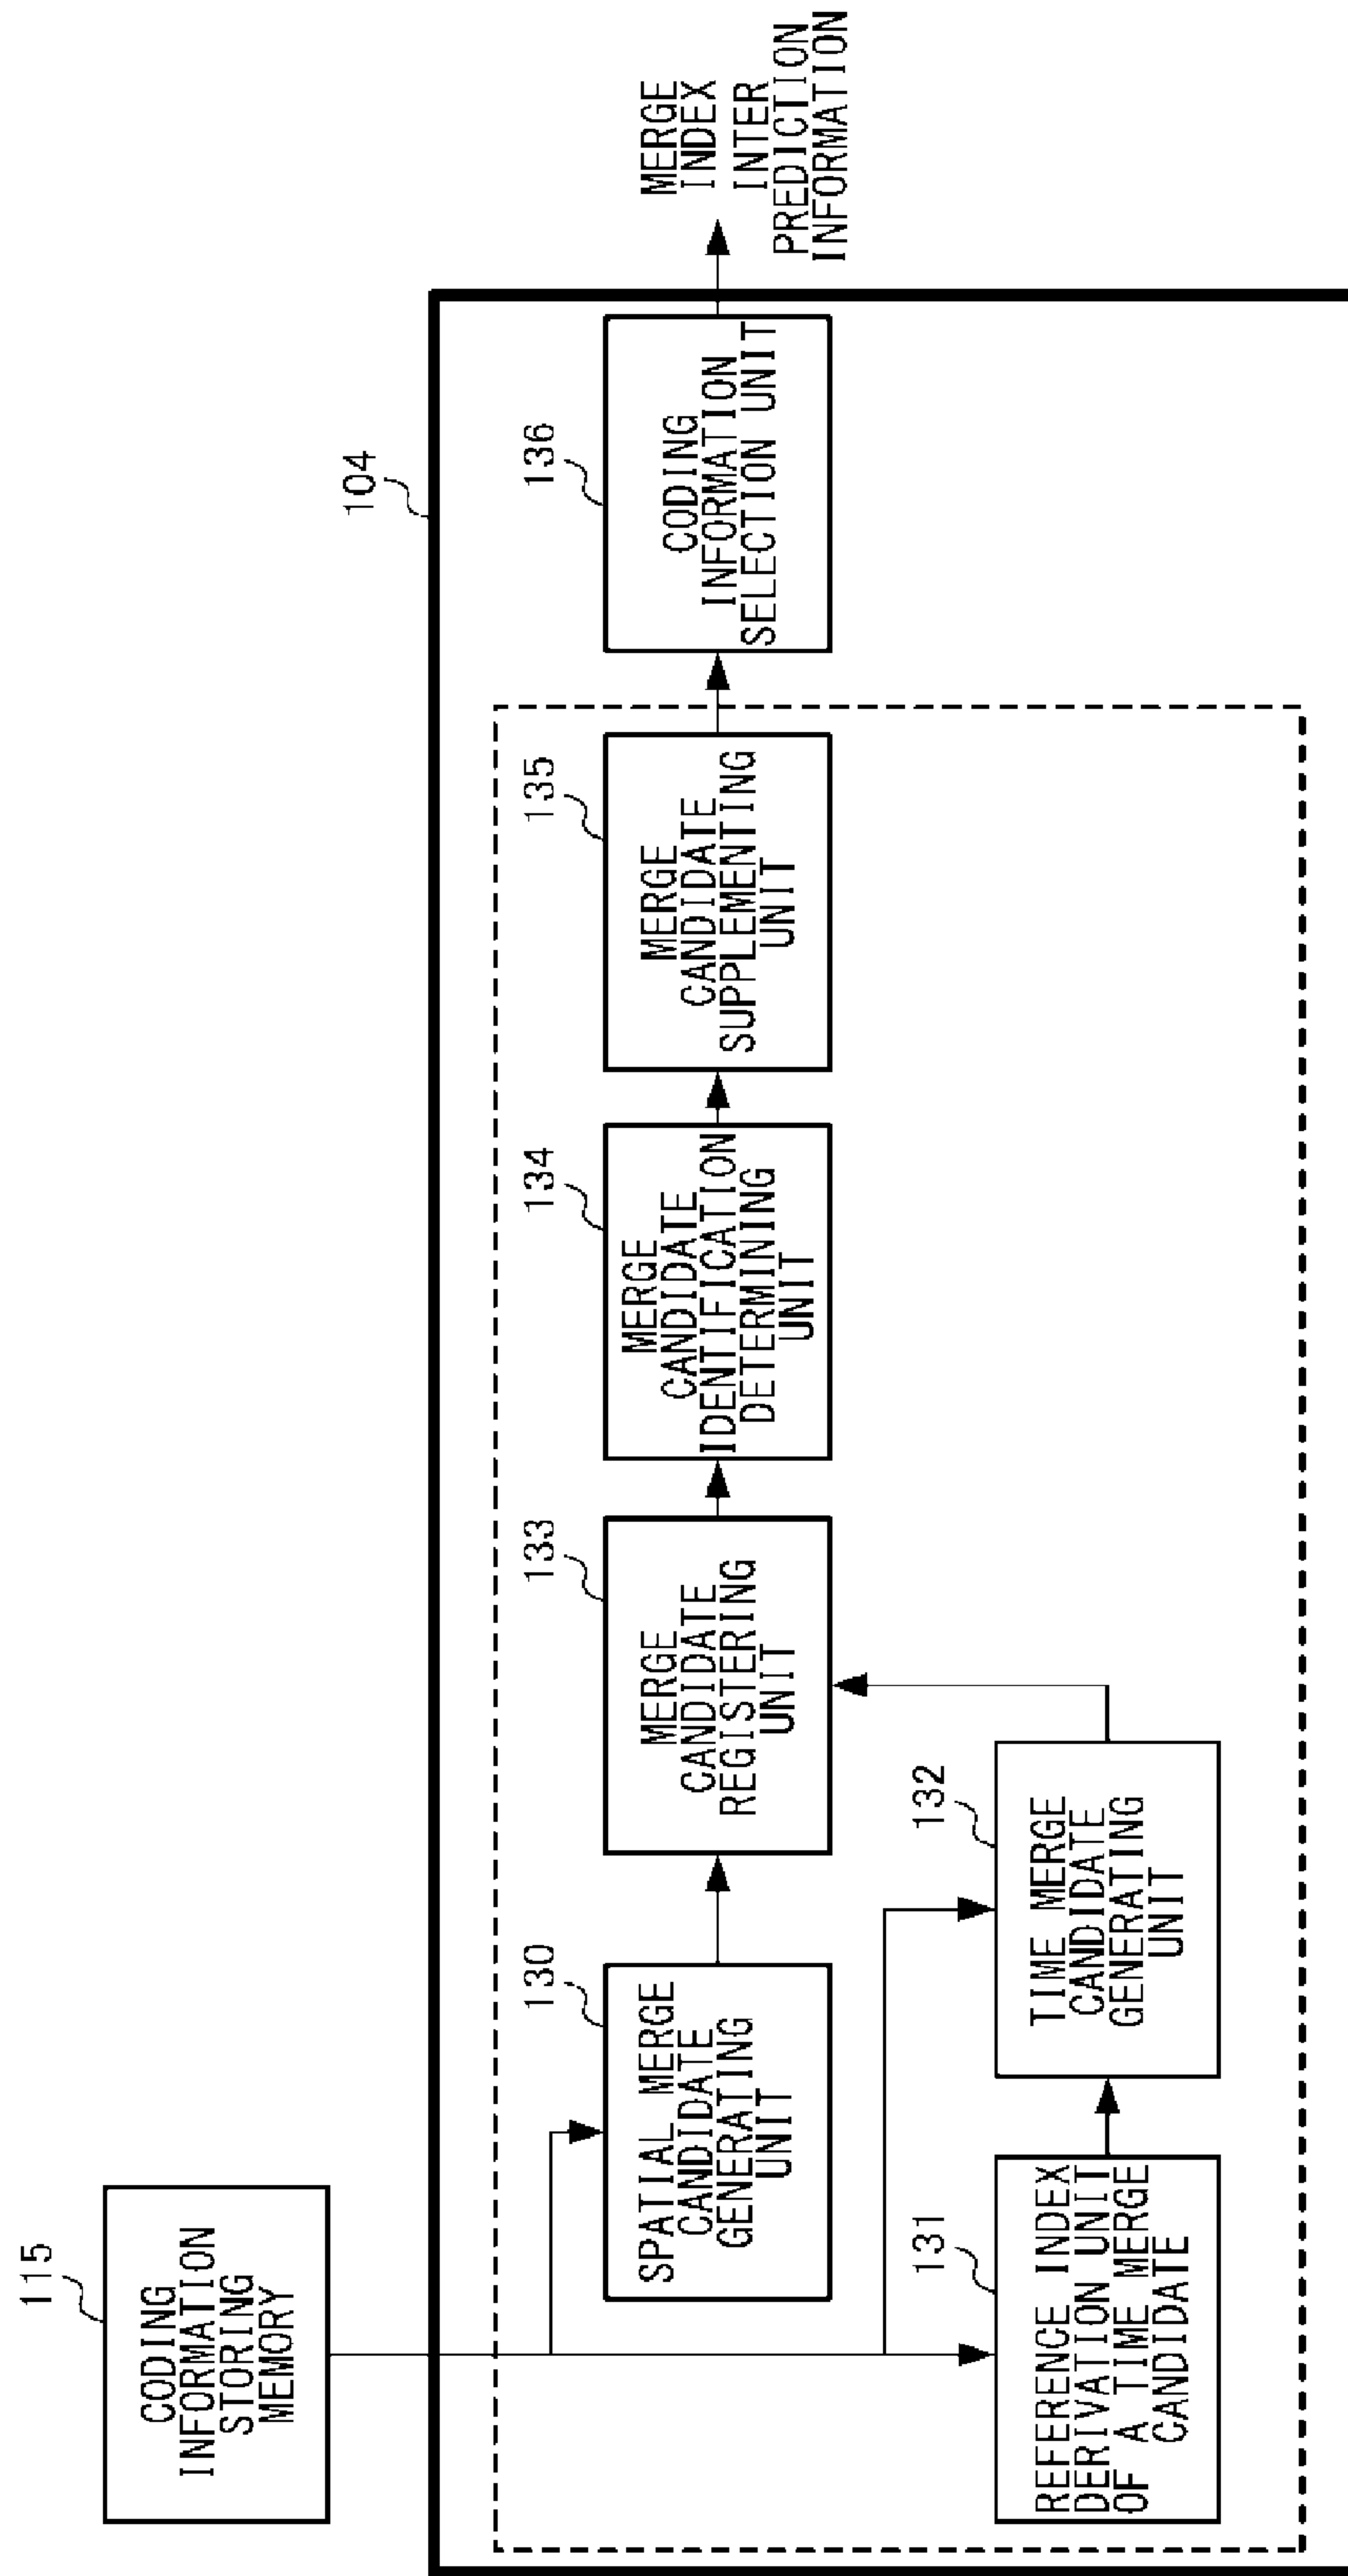 115
CODING
INFORMATION
STORING
MEMORY
104
130
SPATIAL MERGE
CANDIDATE
GENERATING
UNIT
133
MERGE
CANDIDATE
REGISTERING
UNIT
134
MERGE
CANDIDATE
IDENTIFICATION
DETERMINING
UNIT
135
MERGE
CANDIDATE
SUPPLEMENTING
UNIT
136
CODING
INFORMATION
SELECTION UNIT
MERGE
INDEX
INTER
PREDICTION
INFORMATION
131
REFERENCE INDEX
DERIVATION UNIT
OF A TIME MERGE
CANDIDATE
132
TIME MERGE
CANDIDATE
GENERATING
UNIT